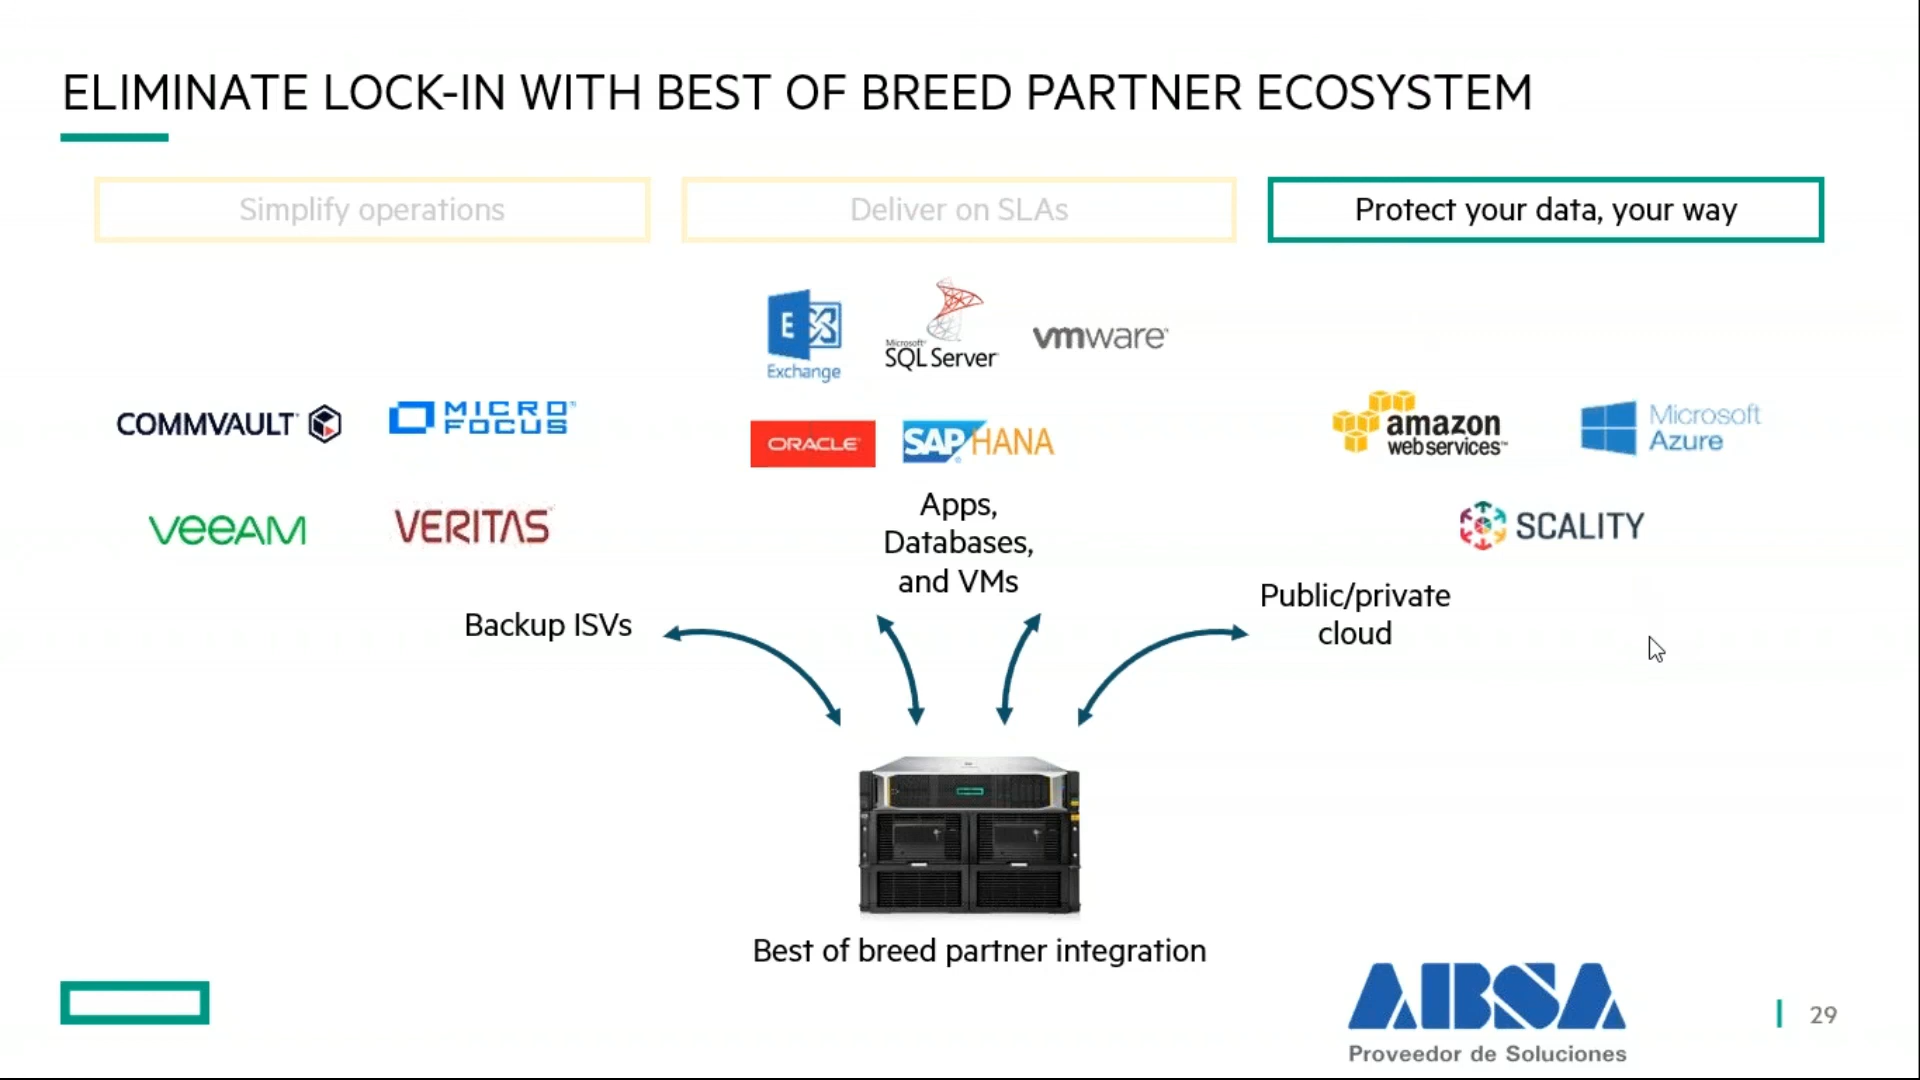 ELIMINATE LOCK-IN WITH BEST OF BREED PARTNER ECOSYSTEM
Simplify operations
Deliver on SLAs
Protect your data, your way
COMMVAULT
MICRO
FOCUS
VEEAM
VERITAS
Backup ISVs
E
Exchange
Microsoft
SQL Server
vmware
ORACLE
SAP HANA
Apps,
Databases,
and VMs
amazon
web services
Microsoft
Azure
SCALITY
Public/private
cloud
Best of breed partner integration
ABSA
Proveedor de Soluciones
29